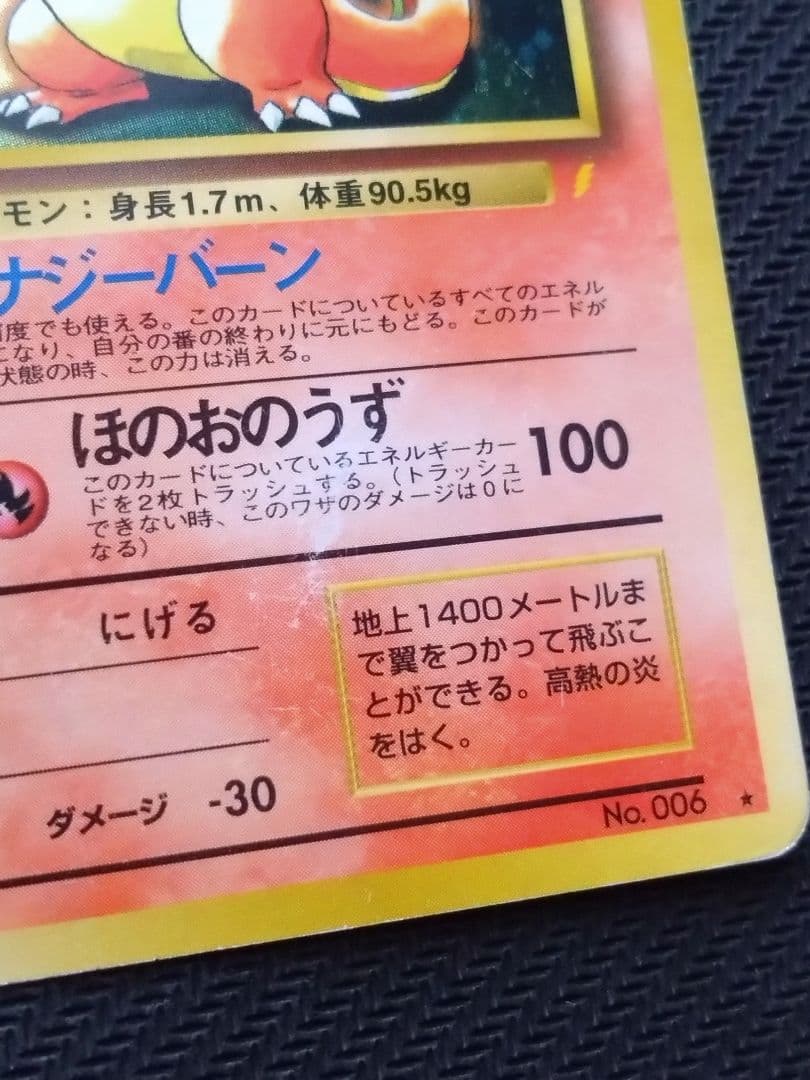 モン：身長1.7m、体重90.5kg
ナジーバーン
度でも使える。このカードについているすべてのエネル
になり、自分の番の終わりに元にもどる。このカードが
状態の時、この力は消える。
ほのおのうず
100
このカードについているエネルギーカー
ドを2枚トラッシュする。(トラッシュ
できない時、このワザのダメージは0に
なる)
にげる
地上1400メートルま
で翼をつかって飛ぶこ
とができる。高熱の炎
をはく。
ダメージ -30
No. 006 ★